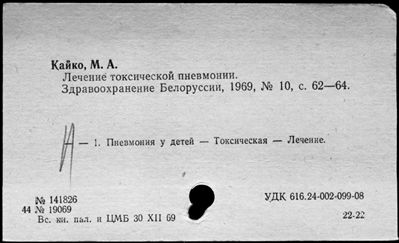 Кайко, М. А.
Лечение токсической пневмонии.
Здравоохранение Белоруссии, 1969, № 10, с. 62—64.
— 1. Пневмония у детей — Токсическая — Лечение.
№ 141826
УДК 616.24-002-099-08
44 № 19069
Вс. кн. пал. и ЦМБ 30 XII 69
22-22